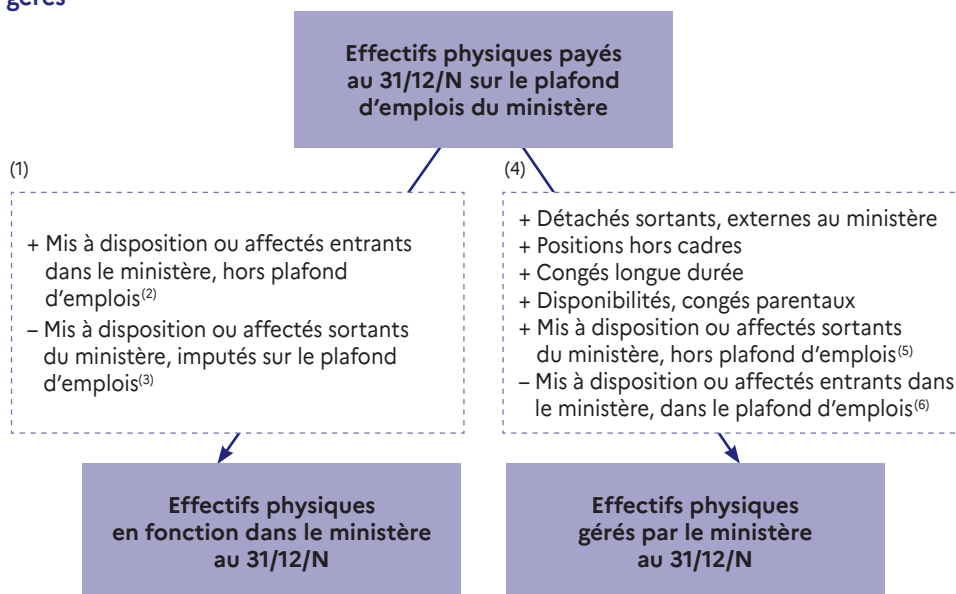 gérés
Effectifs physiques payés
au 31/12/N sur le plafond
d’emplois du ministère
(1)
+ Mis à disposition ou affectés entrants
dans le ministère, hors plafond
d’emplois(2)
– Mis à disposition ou affectés sortants
du ministère, imputés sur le plafond
d’emplois(3)
(4)
+ Détachés sortants, externes au ministère
+ Positions hors cadres
+ Congés longue durée
+ Disponibilités, congés parentaux
+ Mis à disposition ou affectés sortants
du ministère, hors plafond d’emplois(5)
– Mis à disposition ou affectés entrants dans
le ministère, dans le plafond d’emplois(6)
Effectifs physiques
en fonction dans le ministère
au 31/12/N
Effectifs physiques
gérés par le ministère
au 31/12/N